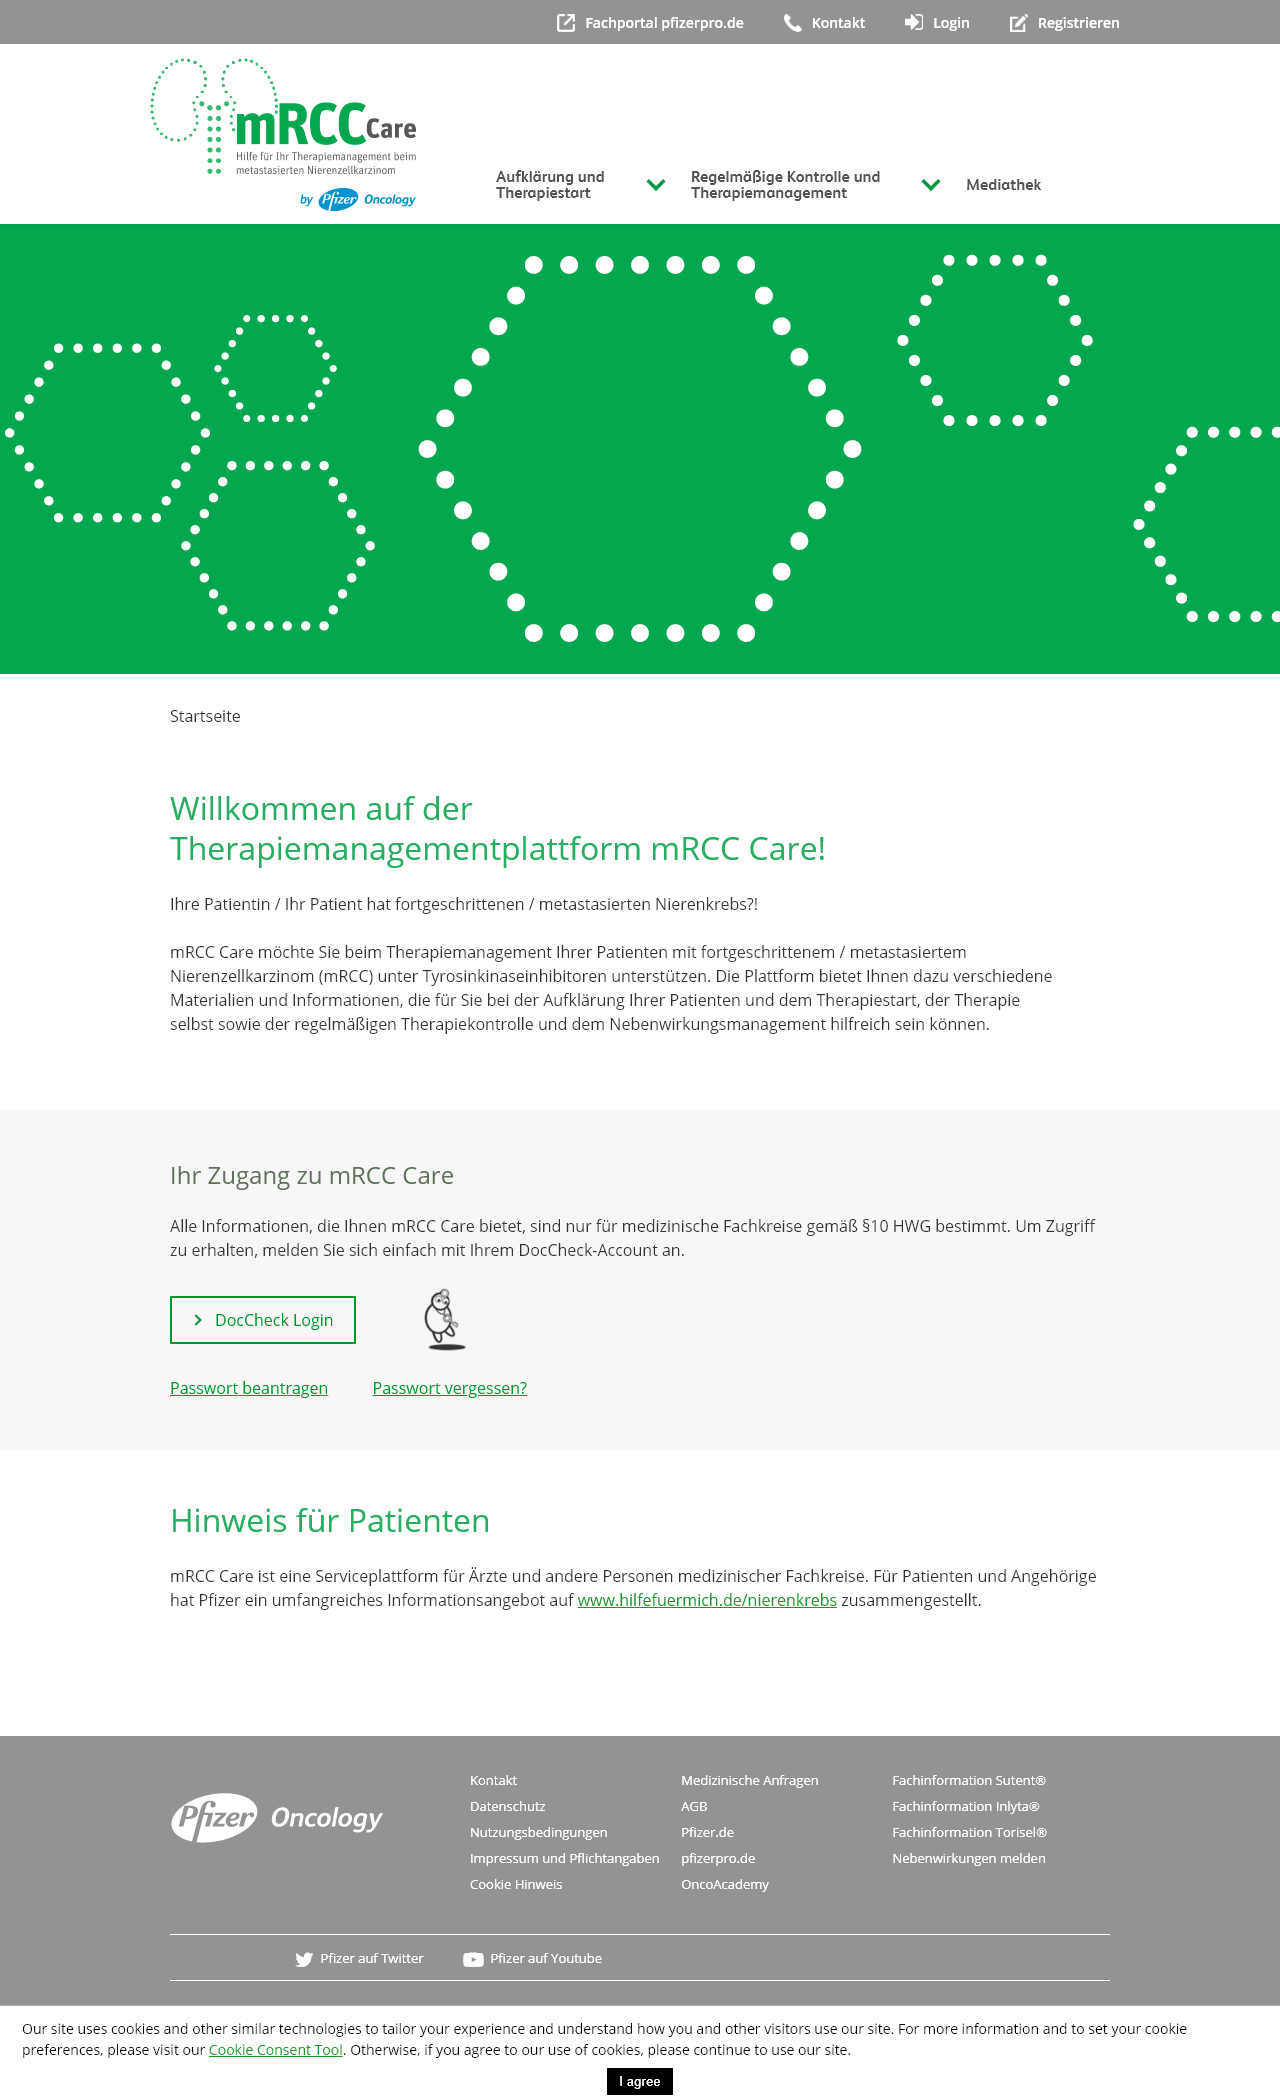 Fachportal pfizerpro.de Kontakt Login Registrieren
mRCC Care
Hilfe für Ihr Therapiemanagement beim
metastasierten Nierenzellkarzinom
by Pfizer Oncology
Aufklärung und
Therapiestart
Regelmäßige Kontrolle und
Therapiemanagement
Mediathek
Startseite
Willkommen auf der
Therapiemanagementplattform mRCC Care!
Ihre Patientin / Ihr Patient hat fortgeschrittenen / metastasierten Nierenkrebs?!
mRCC Care möchte Sie beim Therapiemanagement Ihrer Patienten mit fortgeschrittenem / metastasiertem
Nierenzellkarzinom (mRCC) unter Tyrosinkinaseinhibitoren unterstützen. Die Plattform bietet Ihnen dazu verschiedene
Materialien und Informationen, die für Sie bei der Aufklärung Ihrer Patienten und dem Therapiestart, der Therapie
selbst sowie der regelmäßigen Therapiekontrolle und dem Nebenwirkungsmanagement hilfreich sein können.
Ihr Zugang zu mRCC Care
Alle Informationen, die Ihnen mRCC Care bietet, sind nur für medizinische Fachkreise gemäß §10 HWG bestimmt. Um Zugriff
zu erhalten, melden Sie sich einfach mit Ihrem DocCheck-Account an.
DocCheck Login
Passwort beantragen Passwort vergessen?
Hinweis für Patienten
mRCC Care ist eine Serviceplattform für Ärzte und andere Personen medizinischer Fachkreise. Für Patienten und Angehörige
hat Pfizer ein umfangreiches Informationsangebot auf www.hilfefuermich.de/nierenkrebs zusammengestellt.
Pfizer Oncology
Kontakt
Datenschutz
Nutzungsbedingungen
Impressum und Pflichtangaben
Cookie Hinweis
Medizinische Anfragen
AGB
Pfizer.de
pfizerpro.de
OncoAcademy
Fachinformation Sutent®
Fachinformation Inlyta®
Fachinformation Torisel®
Nebenwirkungen melden
Pfizer auf Twitter Pfizer auf Youtube
Our site uses cookies and other similar technologies to tailor your experience and understand how you and other visitors use our site. For more information and to set your cookie
preferences, please visit our Cookie Consent Tool. Otherwise, if you agree to our use of cookies, please continue to use our site.
I agree